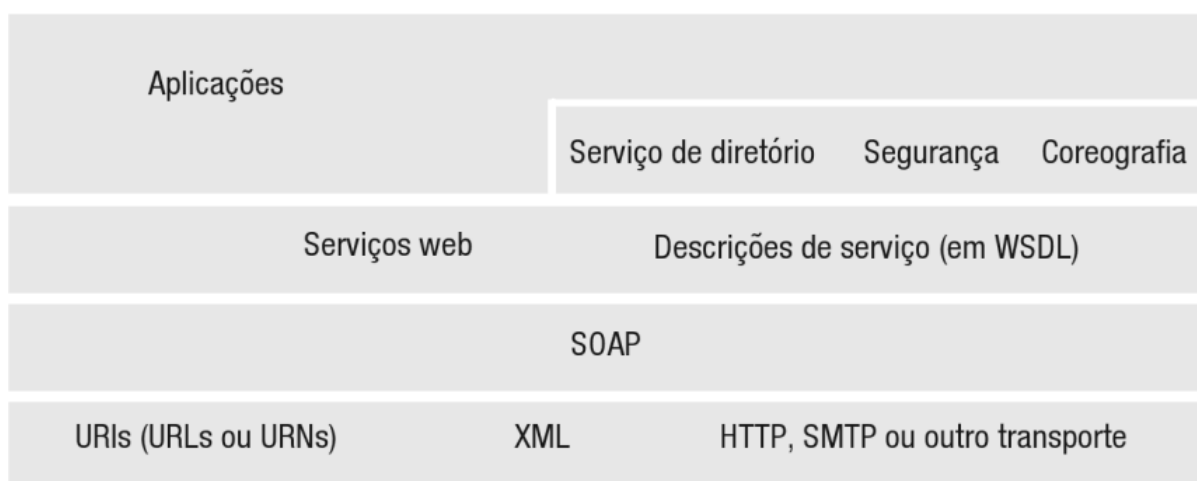 Aplicações
Serviço de diretório Segurança Coreografia
Serviços web Descrições de serviço (em WSDL)
SOAP
URIs (URLs ou URNs) XML HTTP, SMTP ou outro transporte